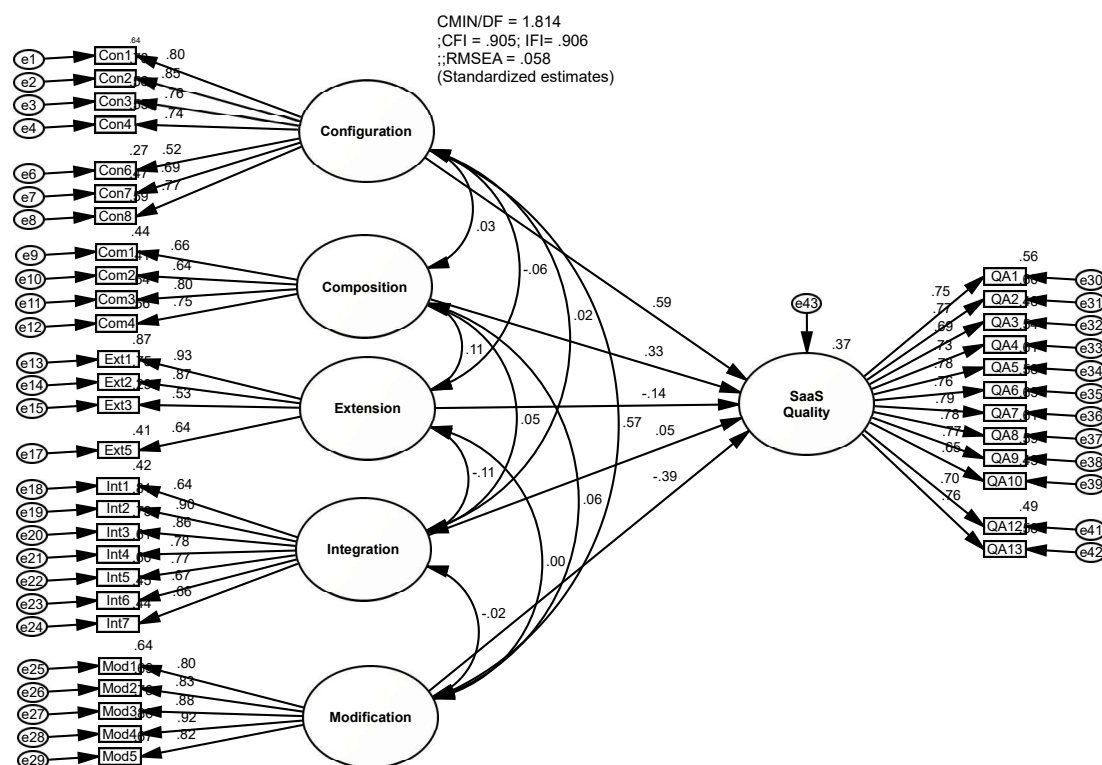 CMIN/DF = 1.814
;CFI = .905; IFI= .906
;;RMSEA = .058
(Standardized estimates)
.64
e1 Con1 .80
e2 Con2 .85
e3 Con3 .76
e4 Con4 .74
.27
e6 Con6 .52
e7 Con7 .69
e8 Con8 .77
Configuration
.44
e9 Com1 .66
e10 Com2 .64
e11 Com3 .80
e12 Com4 .75
Composition
.87
e13 Ext1 .93
e14 Ext2 .87
e15 Ext3 .53
.41
e17 Ext5 .64
Extension
.42
e18 Int1 .64
e19 Int2 .90
e20 Int3 .86
e21 Int4 .78
e22 Int5 .77
e23 Int6 .67
e24 Int7 .66
Integration
.64
e25 Mod1 .80
e26 Mod2 .83
e27 Mod3 .88
e28 Mod4 .92
e29 Mod5 .82
Modification
.03
-.06
.02
.57
.11
.05
.06
-.11
.00
-.02
.59
.33
-.14
.05
-.39
e43
.37
SaaS
Quality
.56
.75 QA1 e30
.77 QA2 e31
.69 QA3 e32
.73 QA4 e33
.78 QA5 e34
.76 QA6 e35
.79 QA7 e36
.78 QA8 e37
.77 QA9 e38
.65 QA10 e39
.49
.70 QA12 e41
.76 QA13 e42